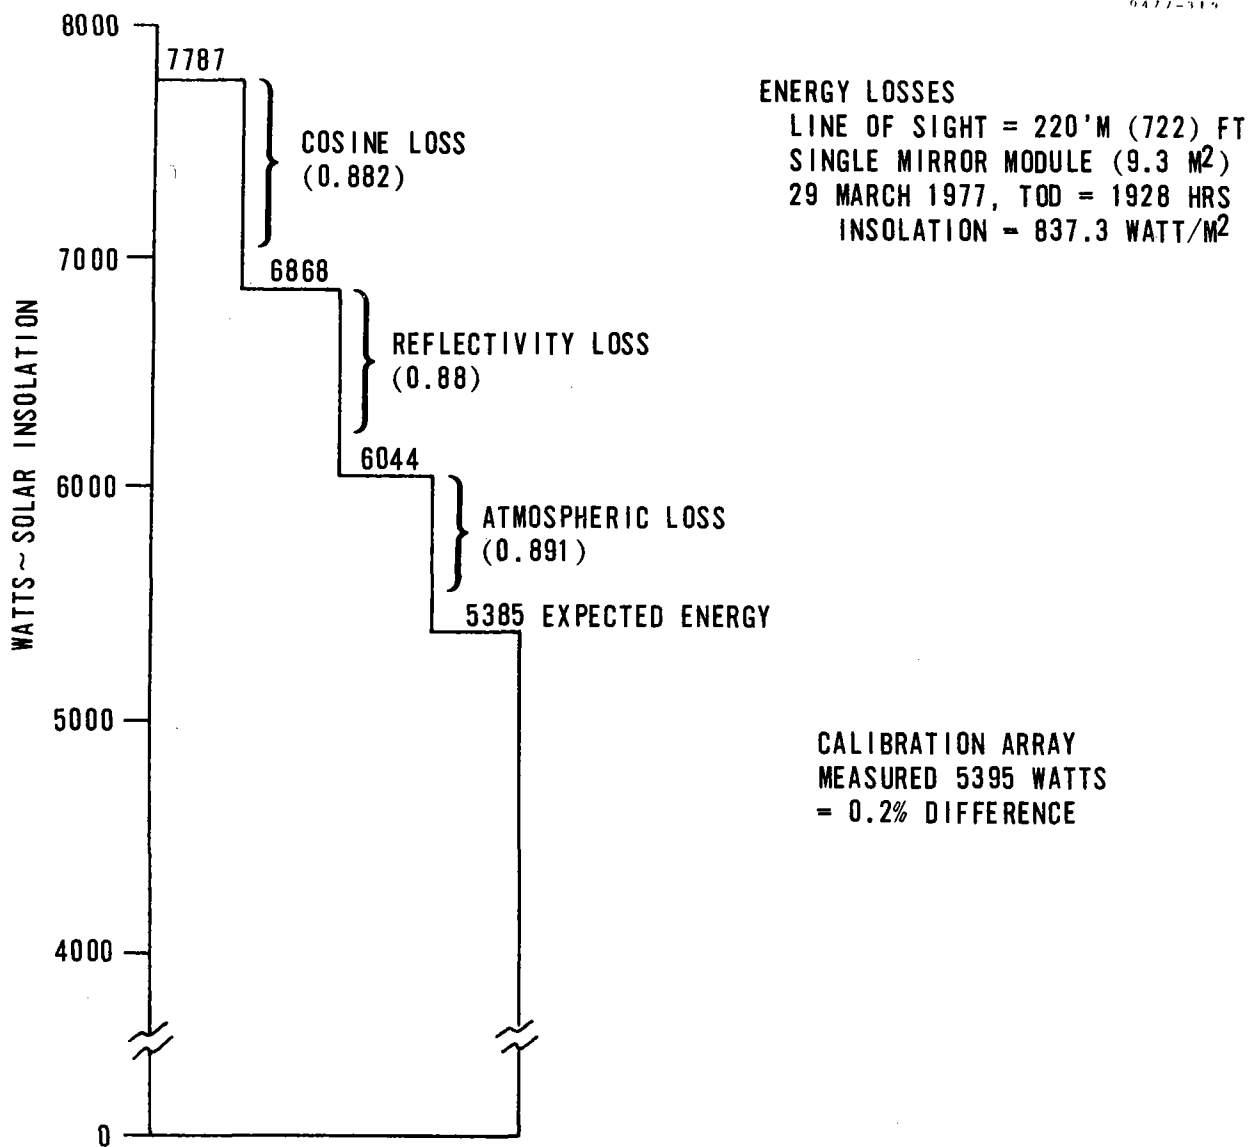 8000
7787
ENERGY LOSSES
LINE OF SIGHT = 220'M (722) FT
SINGLE MIRROR MODULE (9.3 M²)
29 MARCH 1977, TOD = 1928 HRS
INSOLATION = 837.3 WATT/M²
COSINE LOSS
(0.882)
7000
6868
REFLECTIVITY LOSS
(0.88)
WATTS~SOLAR INSOLATION
6044
6000
ATMOSPHERIC LOSS
(0.891)
5385 EXPECTED ENERGY
5000
CALIBRATION ARRAY
MEASURED 5395 WATTS
= 0.2% DIFFERENCE
4000
0